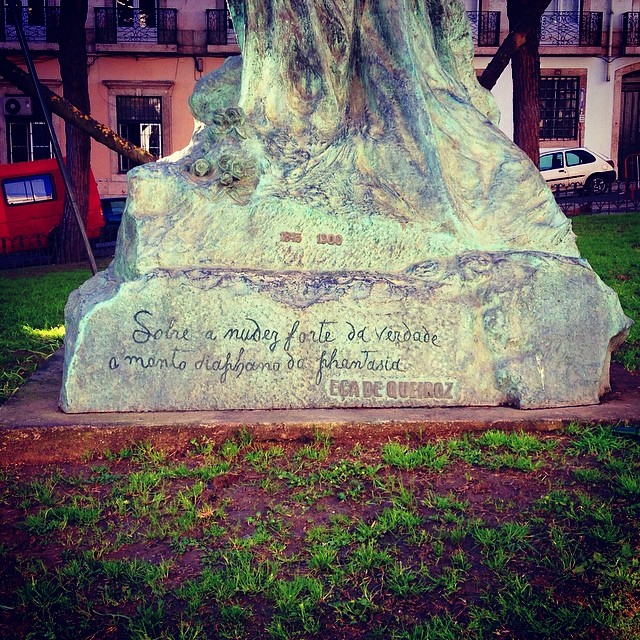 1845 1900
Sobre a nudez forte da verdade
o manto diaphano da phantasia
EÇA DE QUEIROZ